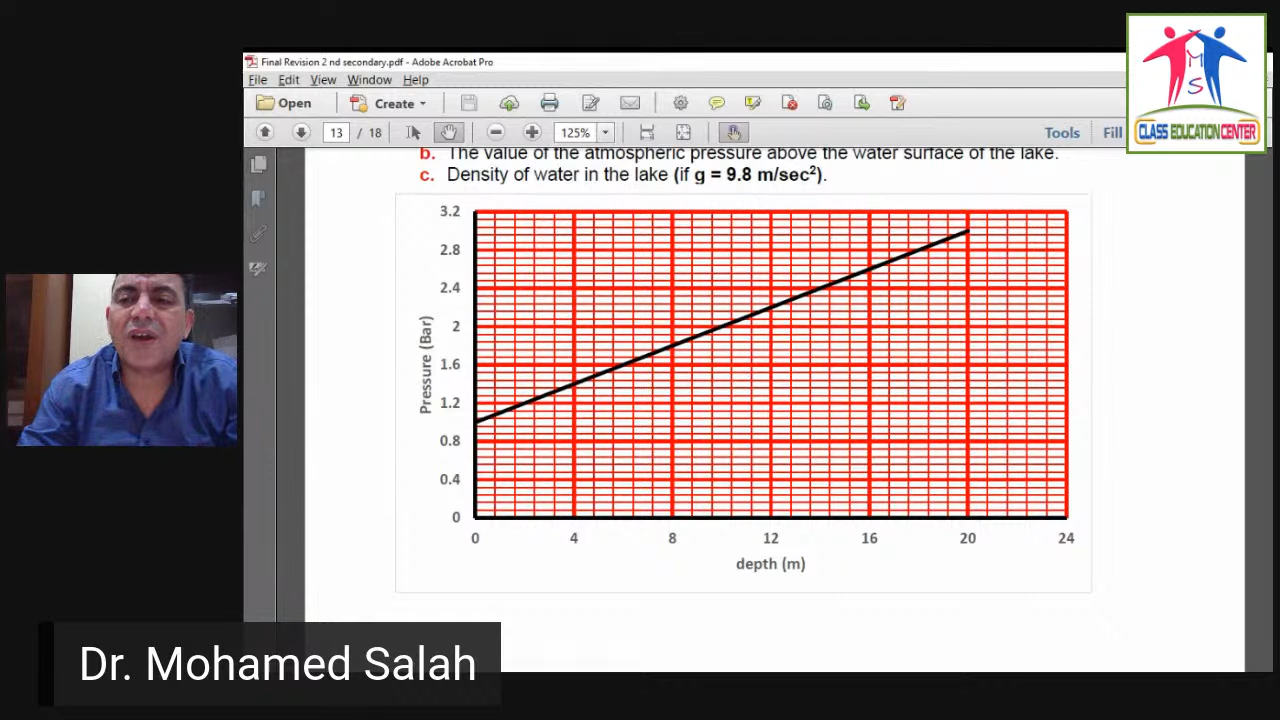 Final Revision 2 nd secondary.pdf - Adobe Acrobat Pro
File Edit View Window Help
Open Create
13 / 18 125% Tools Fill
M
S
CLASS EDUCATION CENTER
b. The value of the atmospheric pressure above the water surface of the lake.
c. Density of water in the lake (if g = 9.8 m/sec²).
3.2
2.8
2.4
2
1.6
1.2
0.8
0.4
0
Pressure (Bar)
0 4 8 12 16 20 24
depth (m)
Dr. Mohamed Salah